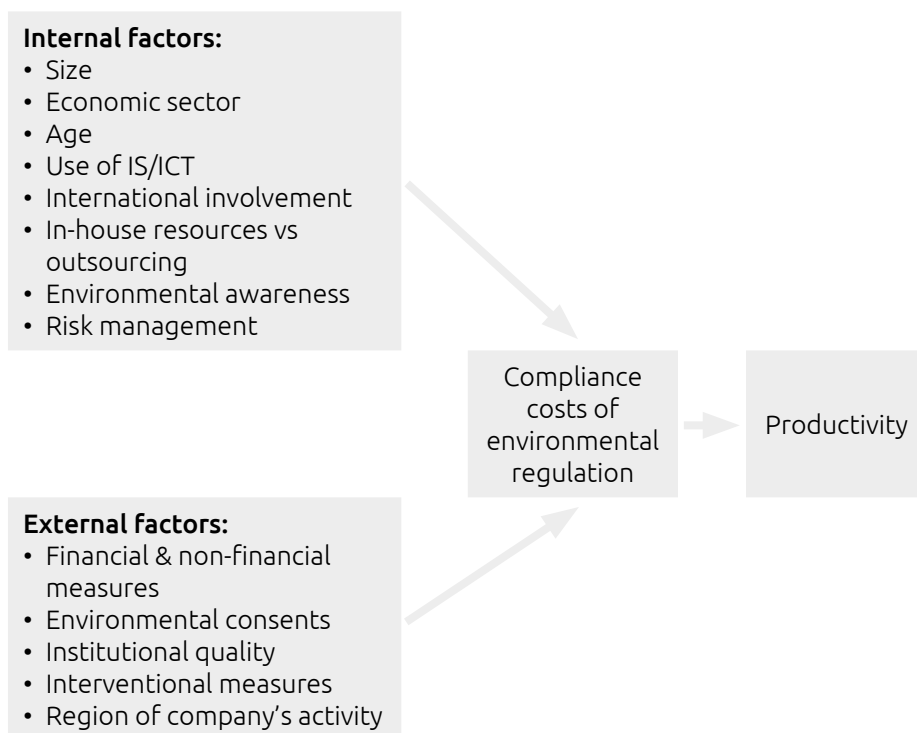 Internal factors:
• Size
• Economic sector
• Age
• Use of IS/ICT
• International involvement
• In-house resources vs
outsourcing
• Environmental awareness
• Risk management
Compliance
costs of
environmental
regulation
Productivity
External factors:
• Financial & non-financial
measures
• Environmental consents
• Institutional quality
• Interventional measures
• Region of company’s activity